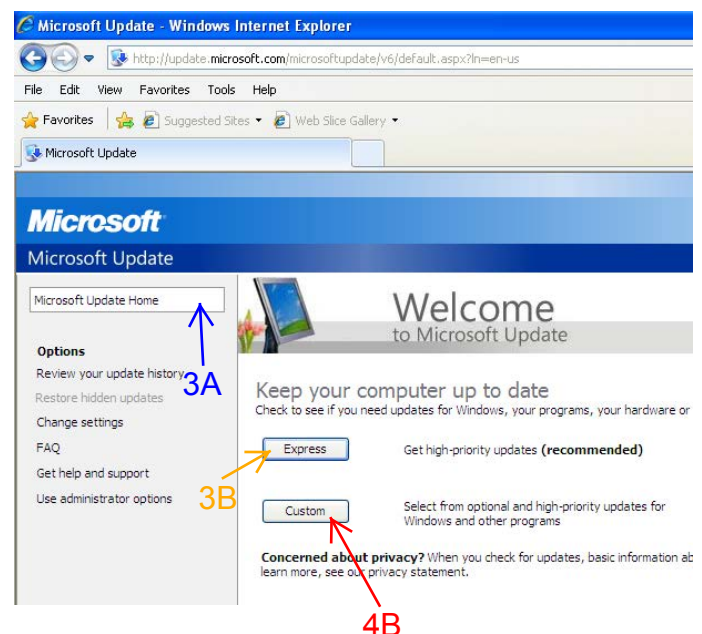 Microsoft Update - Windows Internet Explorer
http://update.microsoft.com/microsoftupdate/v6/default.aspx?ln=en-us
File Edit View Favorites Tools Help
Favorites Suggested Sites Web Slice Gallery
Microsoft Update
Microsoft
Microsoft Update
Microsoft Update Home
Welcome
to Microsoft Update
3A
Options
Review your update history
Restore hidden updates
Change settings
FAQ
Get help and support
Use administrator options
Keep your computer up to date
Check to see if you need updates for Windows, your programs, your hardware or
Express Get high-priority updates (recommended)
3B
Custom Select from optional and high-priority updates for
Windows and other programs
Concerned about privacy? When you check for updates, basic information ab
learn more, see our privacy statement.
4B